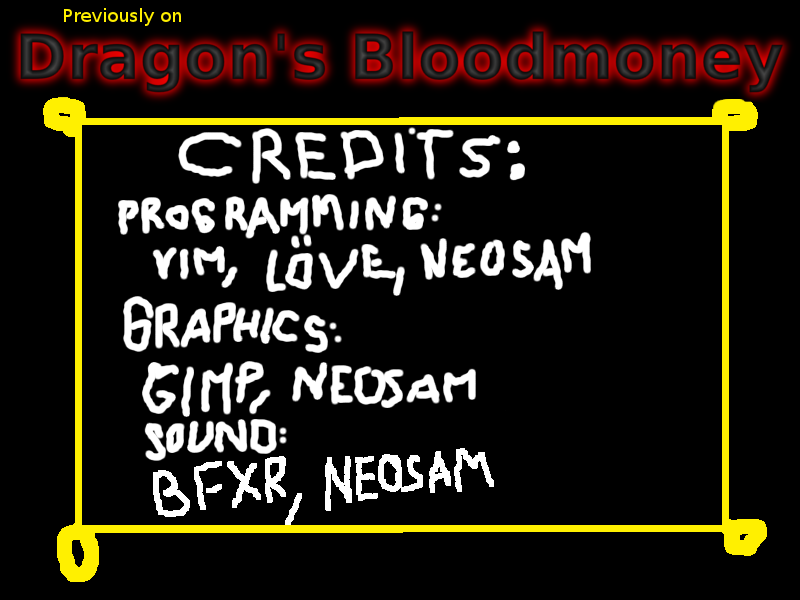 Previously on
Dragon's Bloodmoney
CREDITS:
PROGRAMMING:
VIM, LÖVE, NEOSAM
GRAPHICS:
GIMP, NEOSAM
SOUND:
BFXR, NEOSAM